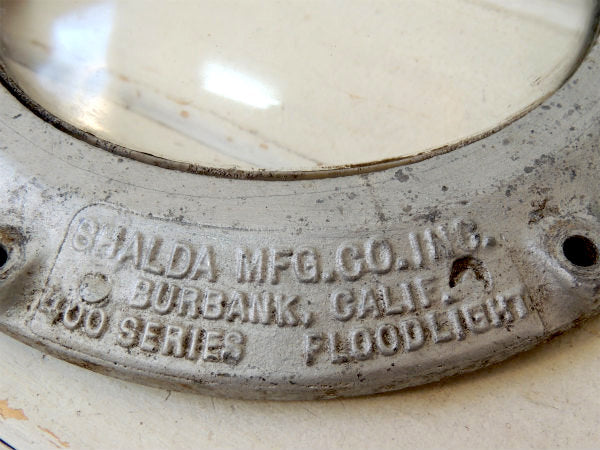 SHALDA MFG.CO.INC.
BURBANK, CALIF.
400 SERIES FLOODLIGHT